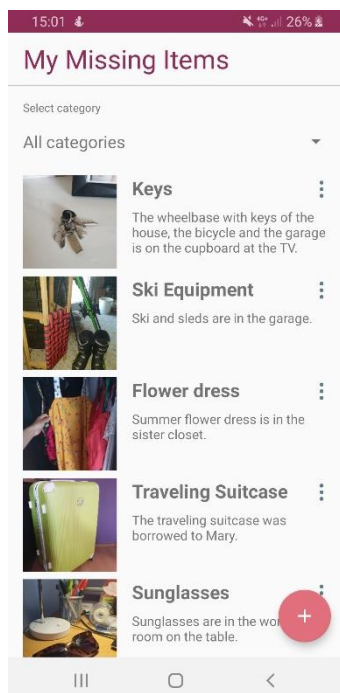 15:01 26%
My Missing Items
Select category
All categories
Keys
The wheelbase with keys of the
house, the bicycle and the garage
is on the cupboard at the TV.
Ski Equipment
Ski and sleds are in the garage.
Flower dress
Summer flower dress is in the
sister closet.
Traveling Suitcase
The traveling suitcase was
borrowed to Mary.
Sunglasses
Sunglasses are in the
room on the table.
+